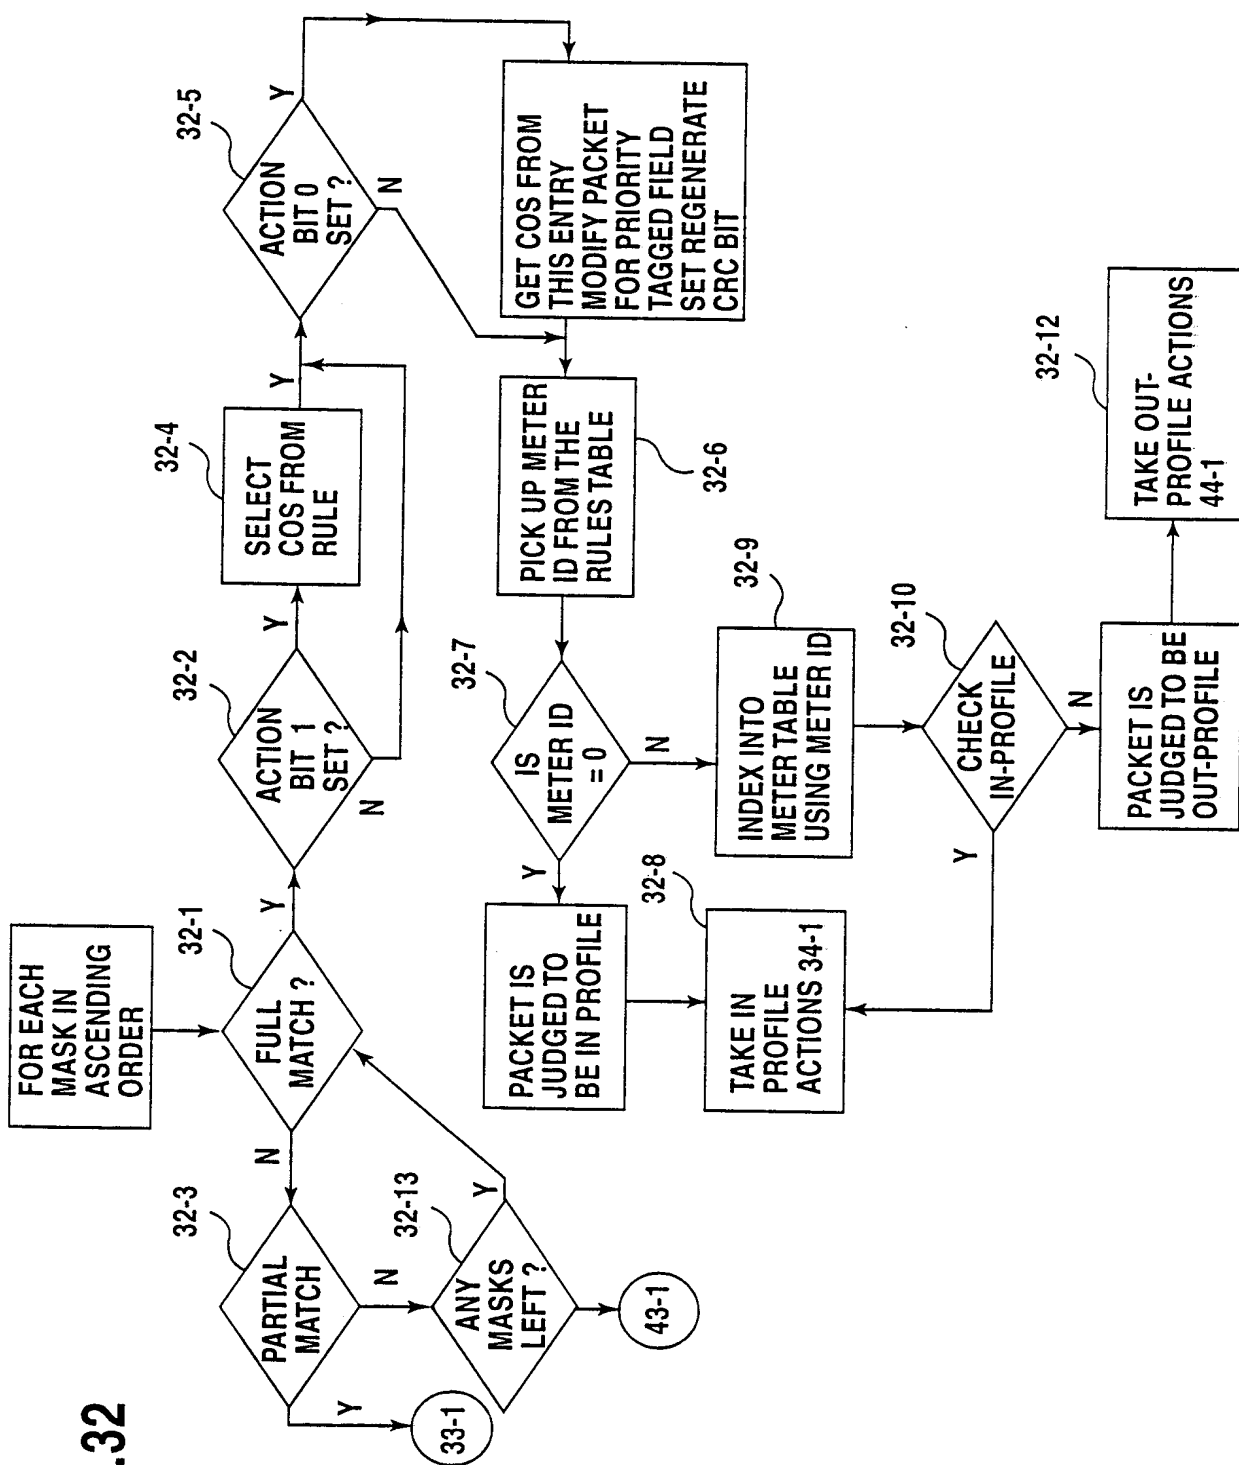 .32
FOR EACH
MASK IN
ASCENDING
ORDER
32-1
FULL
MATCH ?
Y
N
32-2
ACTION
BIT 1
SET ?
Y
N
32-3
PARTIAL
MATCH
Y
N
33-1
32-13
ANY
MASKS
LEFT ?
Y
43-1
32-4
SELECT
COS FROM
RULE
Y
32-5
ACTION
BIT 0
SET ?
Y
N
GET COS FROM
THIS ENTRY
MODIFY PACKET
FOR PRIORITY
TAGGED FIELD
SET REGENERATE
CRC BIT
PICK UP METER
ID FROM THE
RULES TABLE
32-6
32-7
IS
METER ID
= 0
Y
N
PACKET IS
JUDGED TO
BE IN PROFILE
32-8
TAKE IN
PROFILE
ACTIONS 34-1
32-9
INDEX INTO
METER TABLE
USING METER ID
32-10
CHECK
IN-PROFILE
Y
N
PACKET IS
JUDGED TO BE
OUT-PROFILE
32-12
TAKE OUT-
PROFILE ACTIONS
44-1